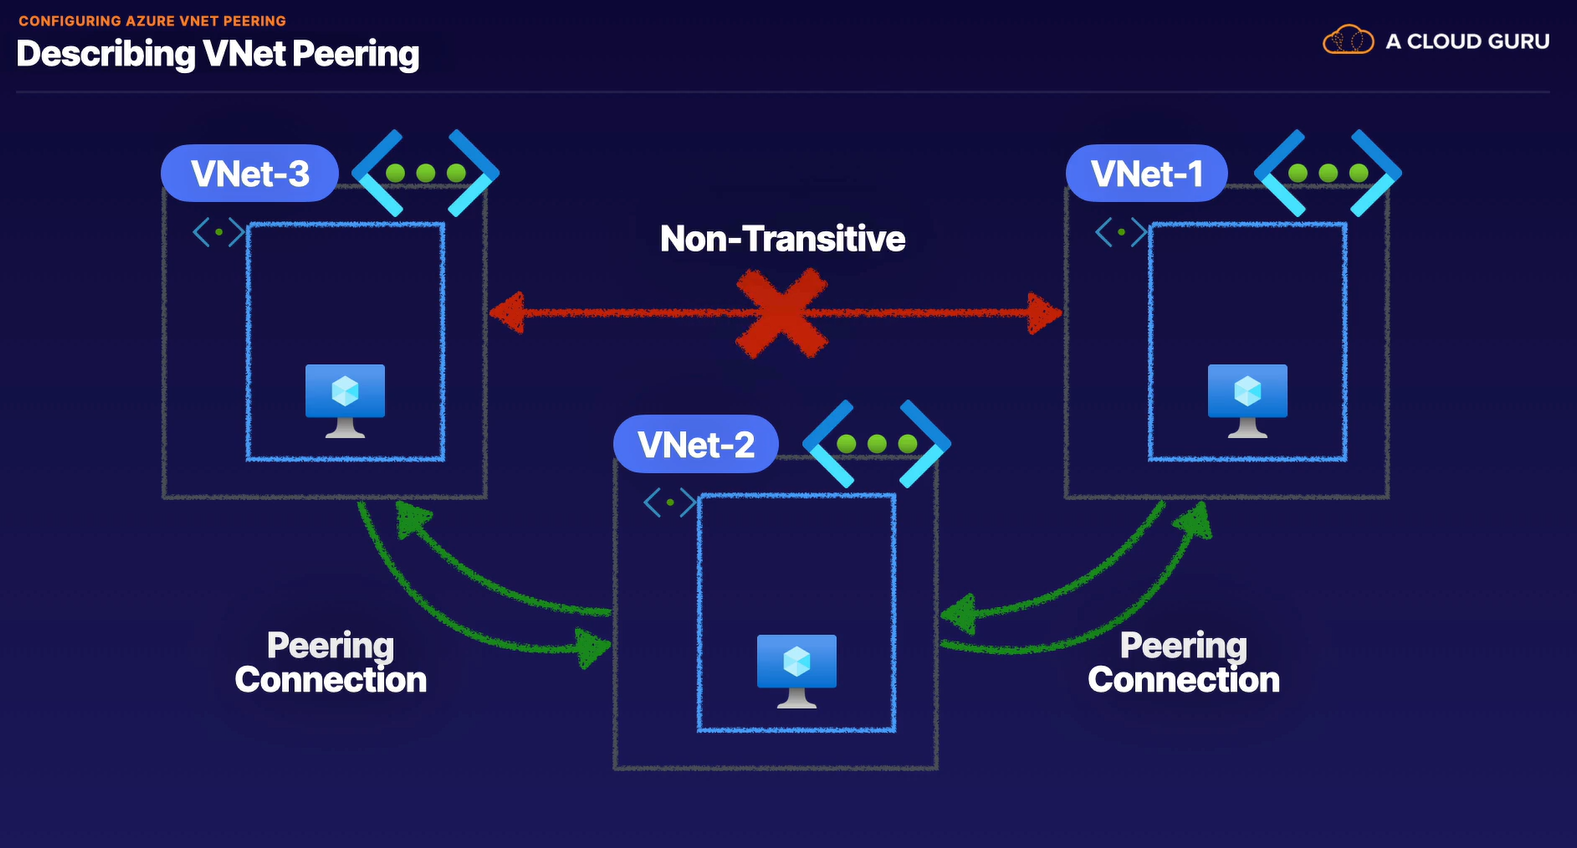 CONFIGURING AZURE VNET PEERING
Describing VNet Peering
A CLOUD GURU
VNet-3
VNet-1
Non-Transitive
VNet-2
Peering
Connection
Peering
Connection